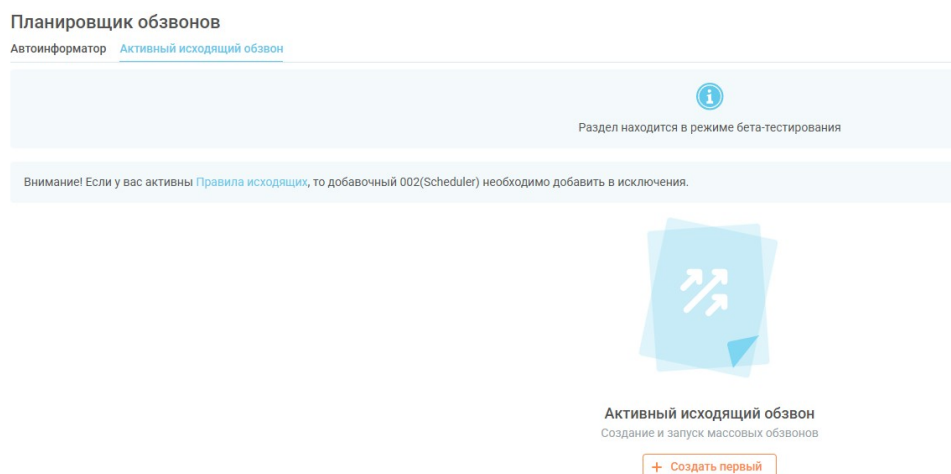 Планировщик обзвонов
Автоинформатор Активный исходящий обзвон
Раздел находится в режиме бета-тестирования
Внимание! Если у вас активны Правила исходящих, то добавочный 002(Scheduler) необходимо добавить в исключения.
Активный исходящий обзвон
Создание и запуск массовых обзвонов
+ Создать первый